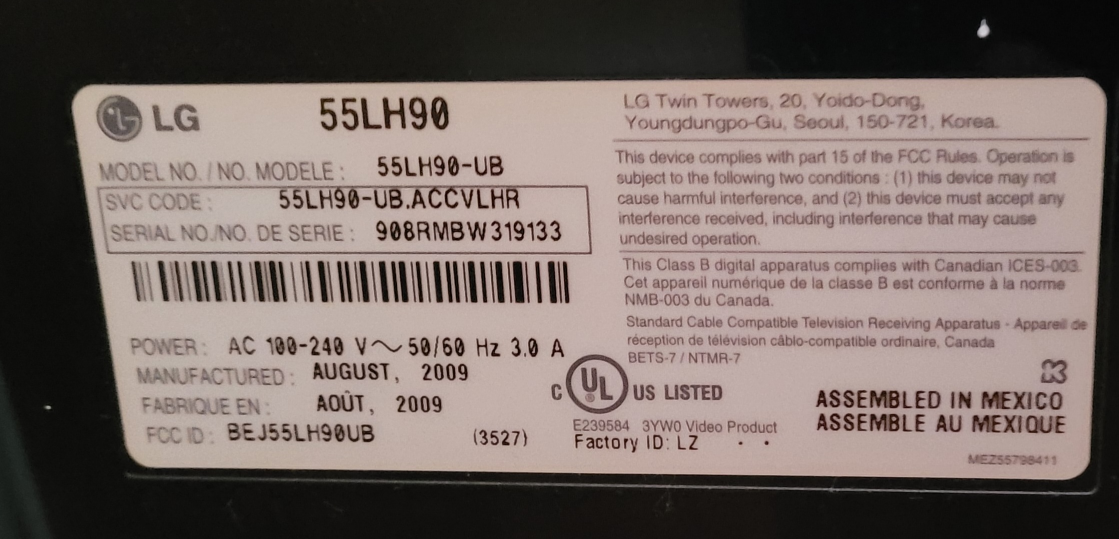 LG 55LH90
MODEL NO. / NO. MODELE : 55LH90-UB
SVC CODE : 55LH90-UB.ACCVLHR
SERIAL NO./NO. DE SERIE : 908RMBW319133
POWER : AC 100-240 V~ 50/60 Hz 3.0 A
MANUFACTURED : AUGUST, 2009
FABRIQUE EN : AOÛT, 2009
FCC ID : BEJ55LH90UB (3527)
LG Twin Towers, 20, Yoido-Dong,
Youngdungpo-Gu, Seoul, 150-721, Korea.
This device complies with part 15 of the FCC Rules. Operation is
subject to the following two conditions : (1) this device may not
cause harmful interference, and (2) this device must accept any
interference received, including interference that may cause
undesired operation.
This Class B digital apparatus complies with Canadian ICES-003.
Cet appareil numérique de la classe B est conforme à la norme
NMB-003 du Canada.
Standard Cable Compatible Television Receiving Apparatus - Appareil de
réception de télévision câblo-compatible ordinaire, Canada
BETS-7 / NTMR-7
C UL ® US LISTED
E239584 3YW0 Video Product
Factory ID: LZ
ASSEMBLED IN MEXICO
ASSEMBLE AU MEXIQUE
MEZ55798411